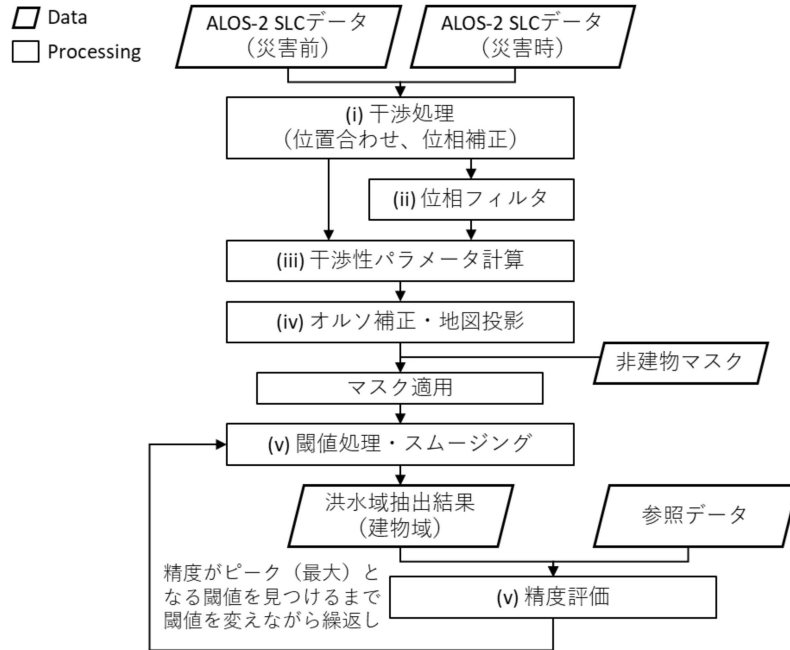 Data
Processing
ALOS-2 SLCデータ
（災害前）
ALOS-2 SLCデータ
（災害時）
(i) 干渉処理
（位置合わせ、位相補正）
(ii) 位相フィルタ
(iii) 干渉性パラメータ計算
(iv) オルソ補正・地図投影
非建物マスク
マスク適用
(v) 閾値処理・スムージング
洪水域抽出結果
（建物域）
参照データ
精度がピーク（最大）と
なる閾値を見つけるまで
閾値を変えながら繰返し
(v) 精度評価